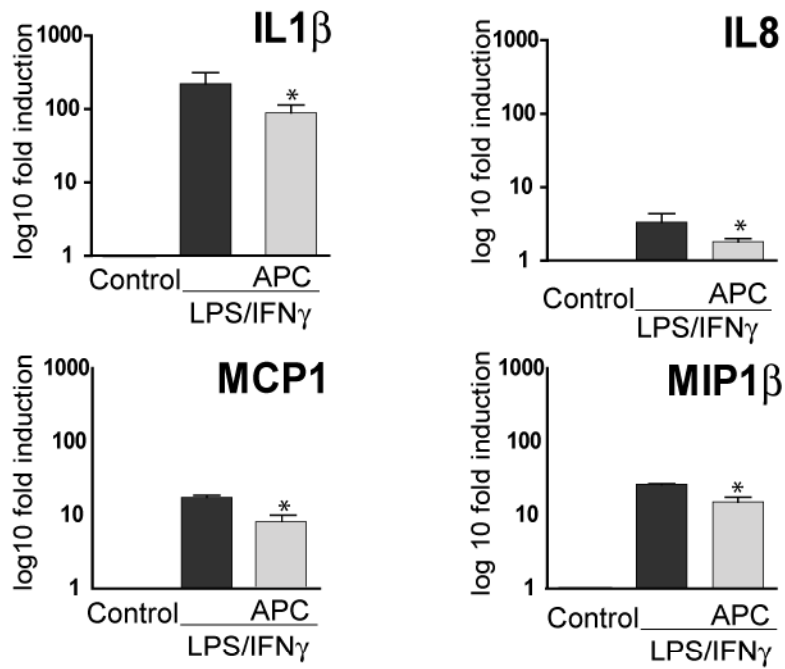 IL1β
log10 fold induction
1000
100
10
1
*
Control
APC
LPS/IFNγ
IL8
log 10 fold induction
1000
100
10
1
*
Control
APC
LPS/IFNγ
MCP1
log10 fold induction
1000
100
10
1
*
Control
APC
LPS/IFNγ
MIP1β
log 10 fold induction
1000
100
10
1
*
Control
APC
LPS/IFNγ